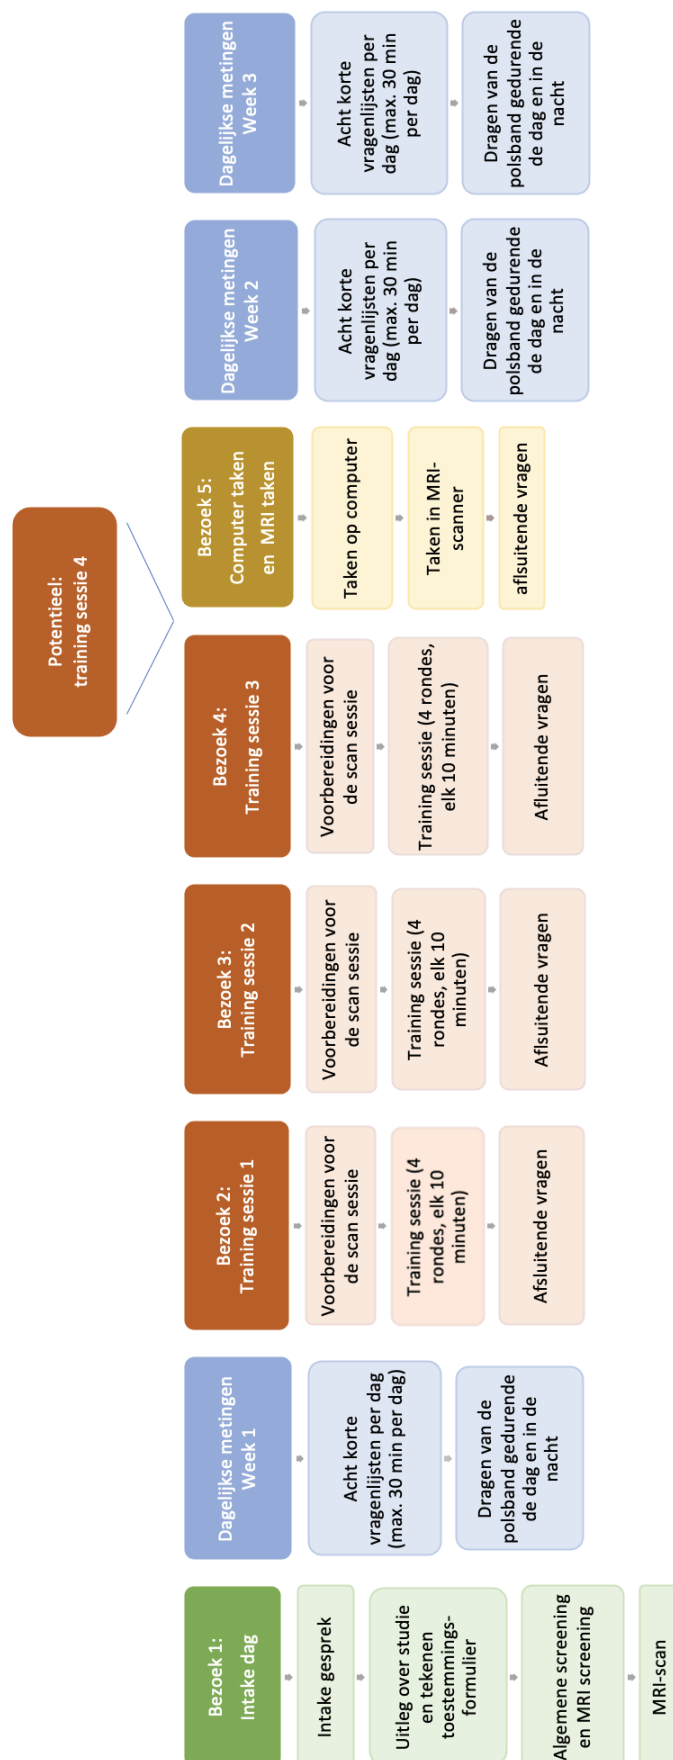 Potentieel:
training sessie 4
Bezoek 1:
Intake dag
Intake gesprek
Uitleg over studie
en tekenen
toestemmings-
formulier
Algemene screening
en MRI screening
MRI-scan
Dagelijkse metingen
Week 1
Acht korte
vragenlijsten per dag
(max. 30 min per dag)
Dragen van de
polsband gedurende
de dag en in de
nacht
Bezoek 2:
Training sessie 1
Voorbereidingen voor
de scan sessie
Training sessie (4
rondes, elk 10
minuten)
Afsluitende vragen
Bezoek 3:
Training sessie 2
Voorbereidingen voor
de scan sessie
Training sessie (4
rondes, elk 10
minuten)
Aflsuitende vragen
Bezoek 4:
Training sessie 3
Voorbereidingen voor
de scan sessie
Training sessie (4 rondes,
elk 10 minuten)
Afluitende vragen
Bezoek 5:
Computer taken
en MRI taken
Taken op computer
Taken in MRI-
scanner
aflsuitende vragen
Dagelijkse metingen
Week 2
Acht korte
vragenlijsten per
dag (max. 30 min
per dag)
Dragen van de
polsband gedurende
de dag en in de
nacht
Dagelijkse metingen
Week 3
Acht korte
vragenlijsten per
dag (max. 30 min
per dag)
Dragen van de
polsband gedurende
de dag en in de
nacht